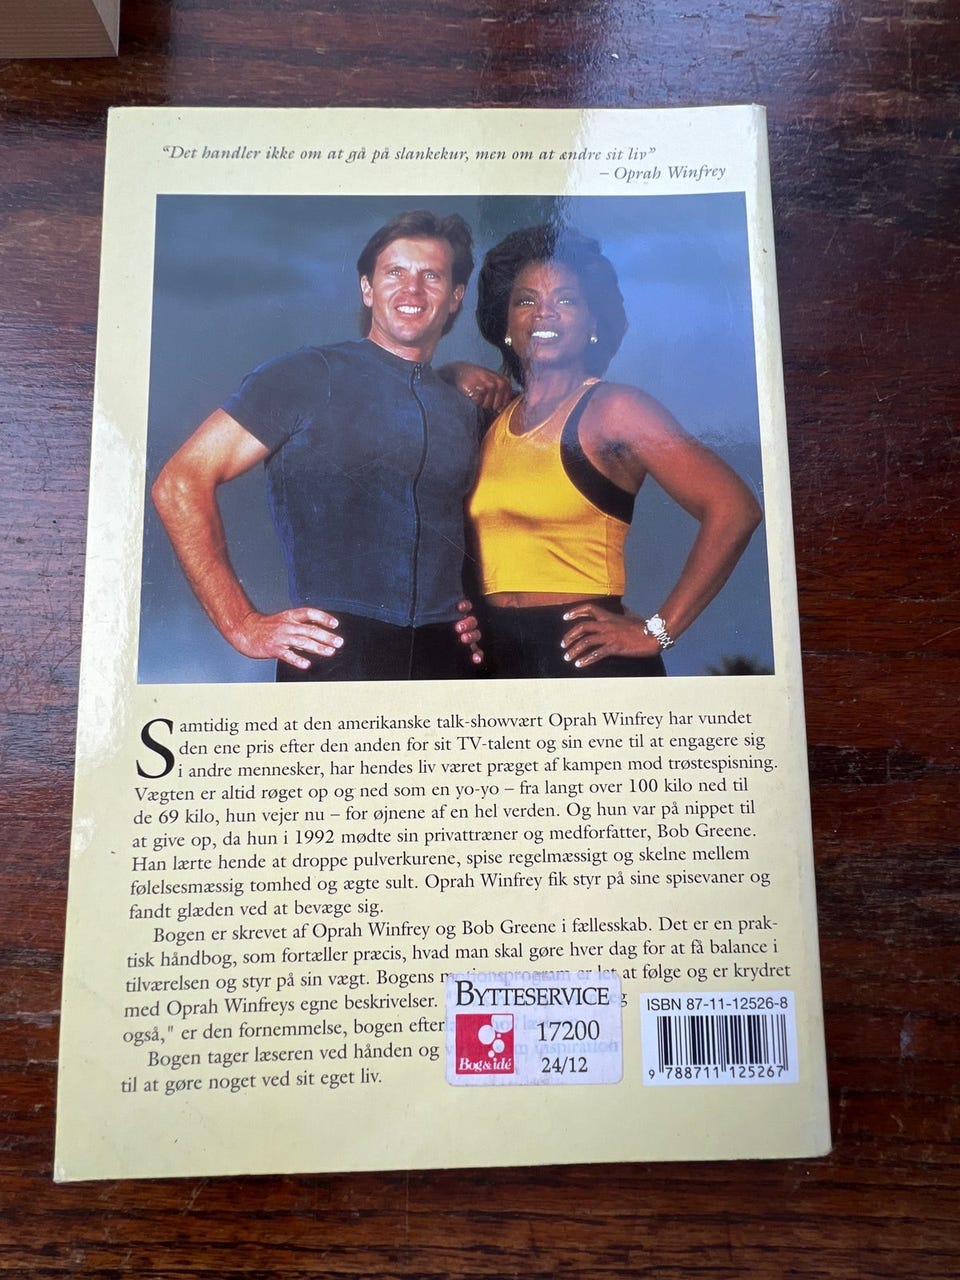 “Det handler ikke om at gå på slankekur, men om at ændre sit liv”
– Oprah Winfrey
Samtidig med at den amerikanske talk-showvært Oprah Winfrey har vundet
den ene pris efter den anden for sit TV-talent og sin evne til at engagere sig
i andre mennesker, har hendes liv været præget af kampen mod trøstespisning.
Vægten er altid røget op og ned som en yo-yo – fra langt over 100 kilo ned til
de 69 kilo, hun vejer nu – for øjnene af en hel verden. Og hun var på nippet til
at give op, da hun i 1992 mødte sin privattræner og medforfatter, Bob Greene.
Han lærte hende at droppe pulverkurene, spise regelmæssigt og skelne mellem
følelsesmæssig tomhed og ægte sult. Oprah Winfrey fik styr på sine spisevaner og
fandt glæden ved at bevæge sig.
Bogen er skrevet af Oprah Winfrey og Bob Greene i fællesskab. Det er en prak-
tisk håndbog, som fortæller præcis, hvad man skal gøre hver dag for at få balance i
tilværelsen og styr på sin vægt. Bogens motionsprogram er let at følge og er krydret
med Oprah Winfreys egne beskrivelser.
også," er den fornemmelse, bogen efter
Bogen tager læseren ved hånden og inspiration
til at gøre noget ved sit eget liv.
BYTTESERVICE
Bog&idé
17200
24/12
ISBN 87-11-12526-8
9 788711 125267